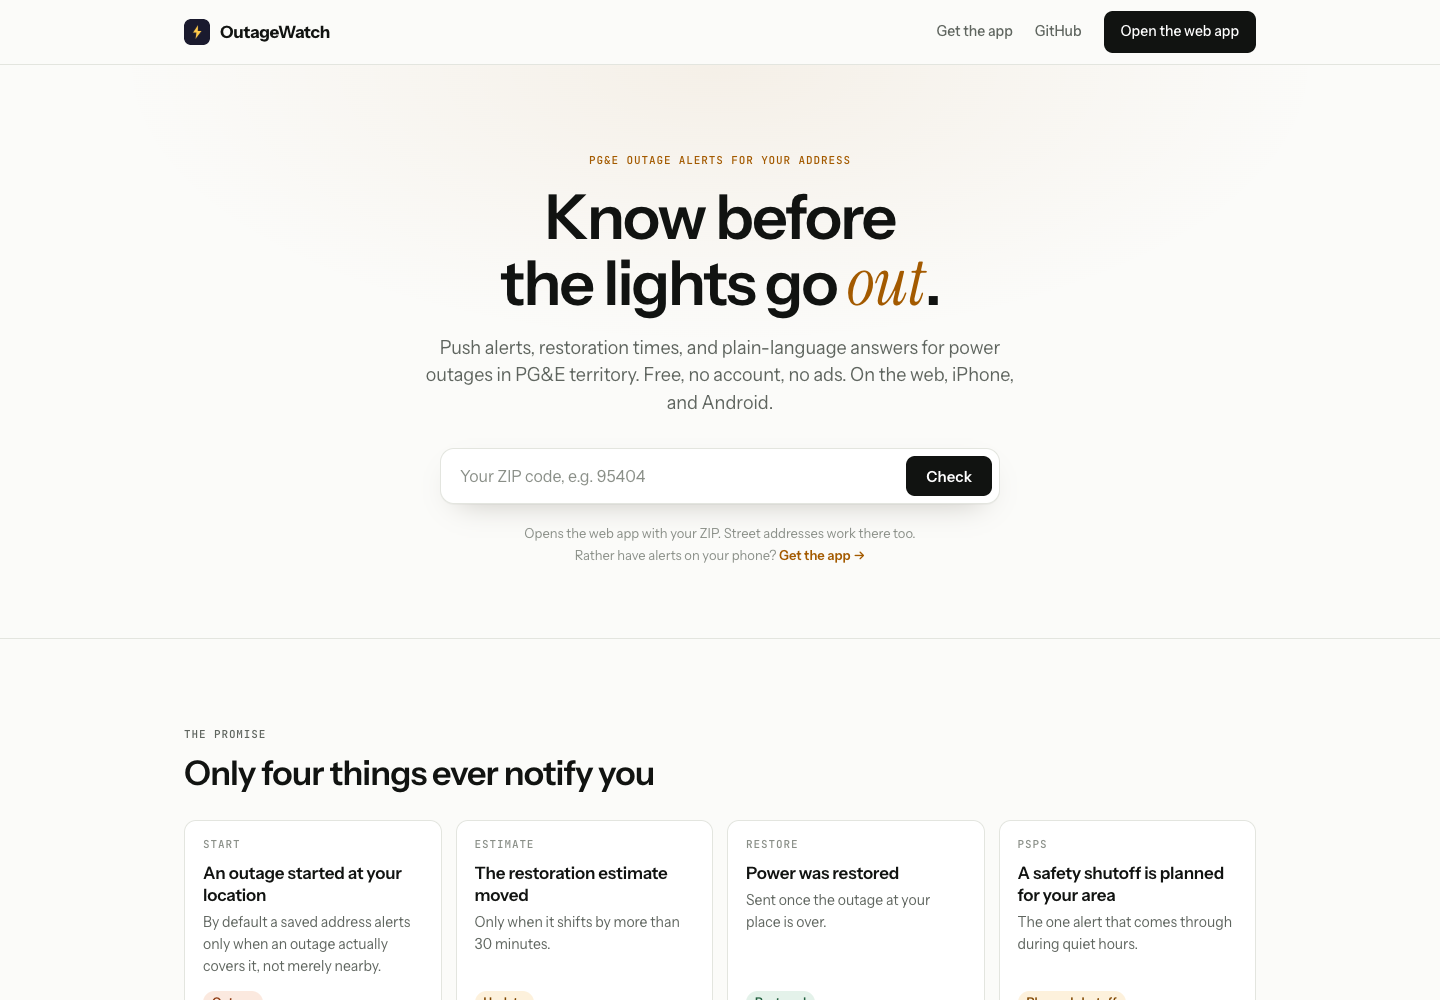 OutageWatch
Get the app
GitHub
Open the web app
PG&E OUTAGE ALERTS FOR YOUR ADDRESS
Know before
the lights go out.
Push alerts, restoration times, and plain-language answers for power
outages in PG&E territory. Free, no account, no ads. On the web, iPhone,
and Android.
Your ZIP code, e.g. 95404
Check
Opens the web app with your ZIP. Street addresses work there too.
Rather have alerts on your phone? Get the app →
THE PROMISE
Only four things ever notify you
START
An outage started at your
location
By default a saved address alerts
only when an outage actually
covers it, not merely nearby.
ESTIMATE
The restoration estimate
moved
Only when it shifts by more than
30 minutes.
RESTORE
Power was restored
Sent once the outage at your
place is over.
PSPS
A safety shutoff is planned
for your area
The one alert that comes through
during quiet hours.